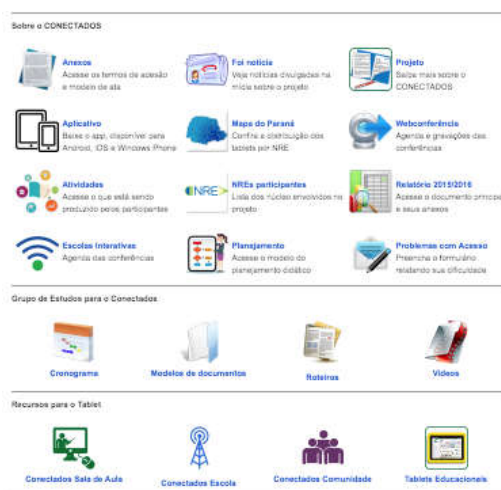 Sobre o CONECTADOS
Anexos
Acesse os termos de adesão
e modelo de ata
Foi notícia
Veja notícias divulgadas na
mídia sobre o projeto
Projeto
Saiba mais sobre o
CONECTADOS
Aplicativo
Baixe o app, disponível para
Android, iOS e Windows Phone
Mapa do Paraná
Confira a distribuição dos
tablets por NRE
Webconferência
Agenda e gravações das
conferências
Atividades
Acesse o que está sendo
produzido pelos participantes
NRE
NREs participantes
Lista dos núcleo envolvidos no
projeto
Relatório 2015/2016
Acesse o documento principa
e seus anexos
Escolas Interativas
Agenda das conferências
Planejamento
Acesse o modelo do
planejamento didático
Problemas com Acesso
Preencha o formulário
relatando sua dificuldade
Grupo de Estudos para o Conectados
Cronograma
Modelos de documentos
Roteiros
Vídeos
Recursos para o Tablet
Conectados Sala de Aula
Conectados Escola
Conectados Comunidade
Tablets Educacionais